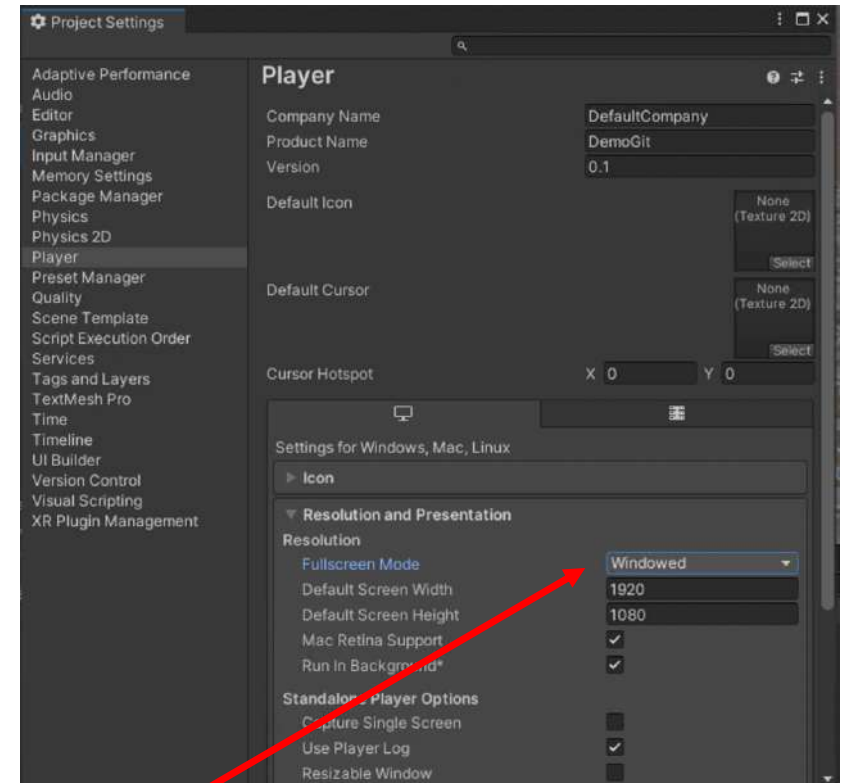 Project Settings
Adaptive Performance
Audio
Editor
Graphics
Input Manager
Memory Settings
Package Manager
Physics
Physics 2D
Player
Preset Manager
Quality
Scene Template
Script Execution Order
Services
Tags and Layers
TextMesh Pro
Time
Timeline
UI Builder
Version Control
Visual Scripting
XR Plugin Management
Player
Company Name DefaultCompany
Product Name DemoGit
Version 0.1
Default Icon
None
(Texture 2D)
Select
Default Cursor
None
(Texture 2D)
Select
Cursor Hotspot X 0 Y 0
Settings for Windows, Mac, Linux
Icon
Resolution and Presentation
Resolution
Fullscreen Mode Windowed
Default Screen Width 1920
Default Screen Height 1080
Mac Retina Support
Run In Background*
Standalone Player Options
Capture Single Screen
Use Player Log
Resizable Window